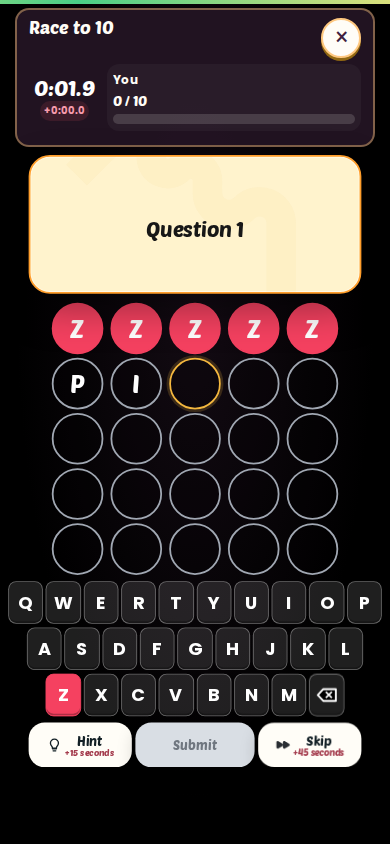 Race to 10
×
0:01.9
+0:00.0
You
0 / 10
Question 1
Z Z Z Z Z
P I
Q W E R T Y U I O P
A S D F G H J K L
Z X C V B N M
Hint
+15 seconds
Submit
Skip
+45 seconds